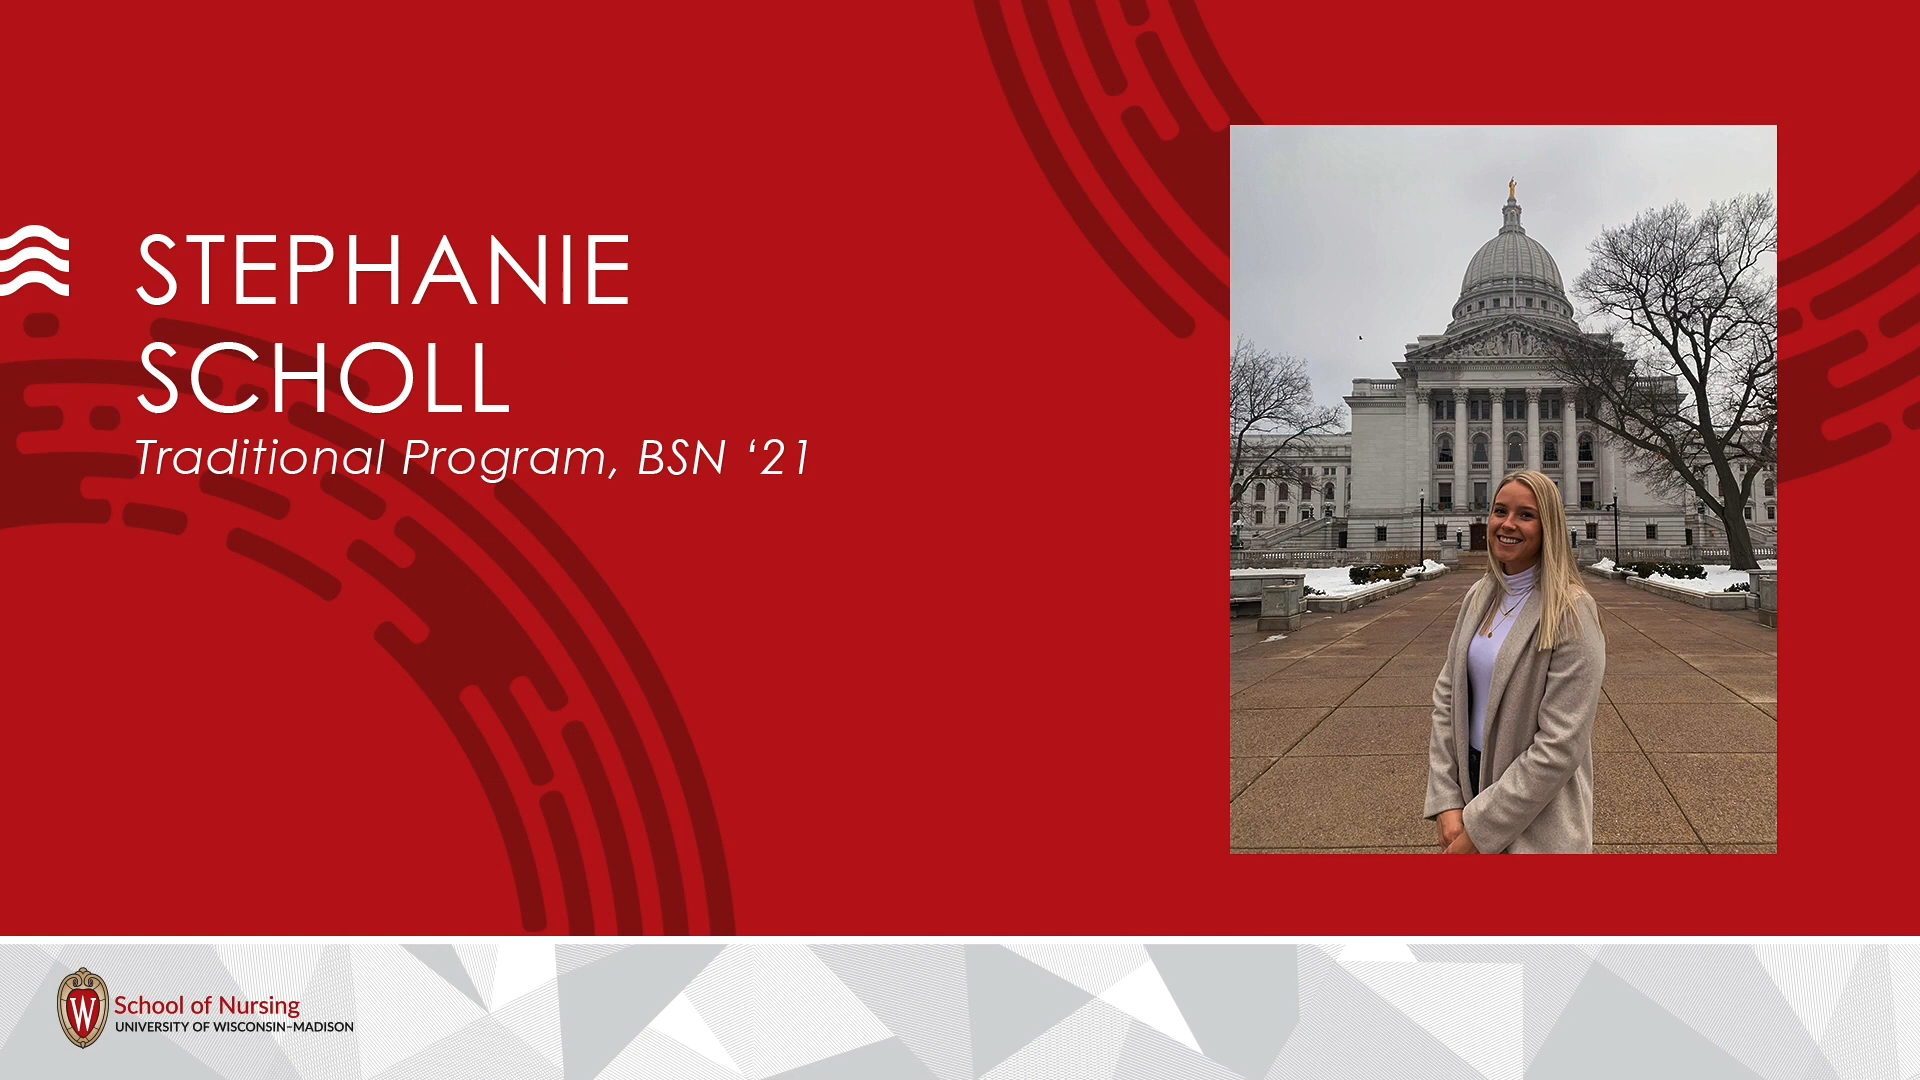 STEPHANIE
SCHOLL
Traditional Program, BSN ‘21
W
School of Nursing
UNIVERSITY OF WISCONSIN–MADISON